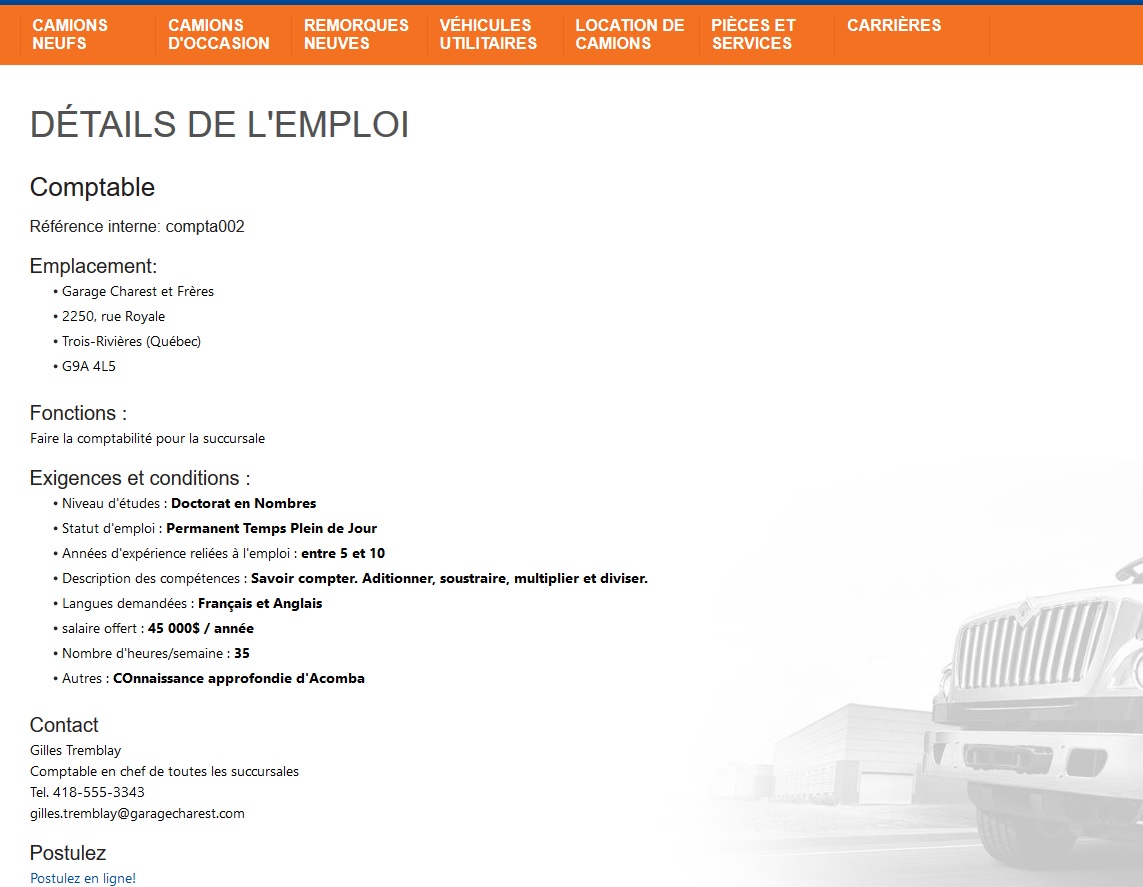 CAMIONS NEUFS
CAMIONS D'OCCASION
REMORQUES NEUVES
VÉHICULES UTILITAIRES
LOCATION DE CAMIONS
PIÈCES ET SERVICES
CARRIÈRES
DÉTAILS DE L'EMPLOI
Comptable
Référence interne: compta002
Emplacement:
• Garage Charest et Frères
• 2250, rue Royale
• Trois-Rivières (Québec)
• G9A 4L5
Fonctions :
Faire la comptabilité pour la succursale
Exigences et conditions :
• Niveau d'études : Doctorat en Nombres
• Statut d'emploi : Permanent Temps Plein de Jour
• Années d'expérience reliées à l'emploi : entre 5 et 10
• Description des compétences : Savoir compter. Aditionner, soustraire, multiplier et diviser.
• Langues demandées : Français et Anglais
• salaire offert : 45 000$ / année
• Nombre d'heures/semaine : 35
• Autres : COnnaissance approfondie d'Acomba
Contact
Gilles Tremblay
Comptable en chef de toutes les succursales
Tel. 418-555-3343
gilles.tremblay@garagecharest.com
Postulez
Postulez en ligne!